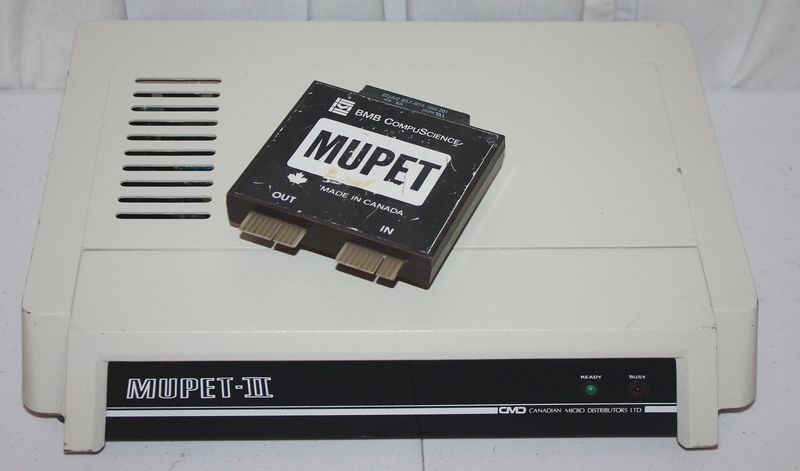 BMB COMPUSCIENCE
MUPET
MADE IN CANADA
OUT
IN
MUPET-II
READY
BUSY
CMD CANADIAN MICRO DISTRIBUTORS LTD.